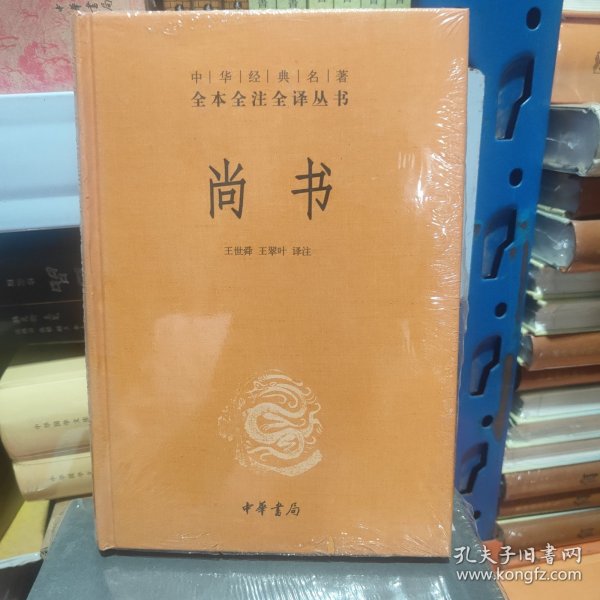 中华经典名著
全本全注全译丛书
尚书
王世舜 王翠叶 译注
中華書局
孔夫子旧书网
www.kongfz.com